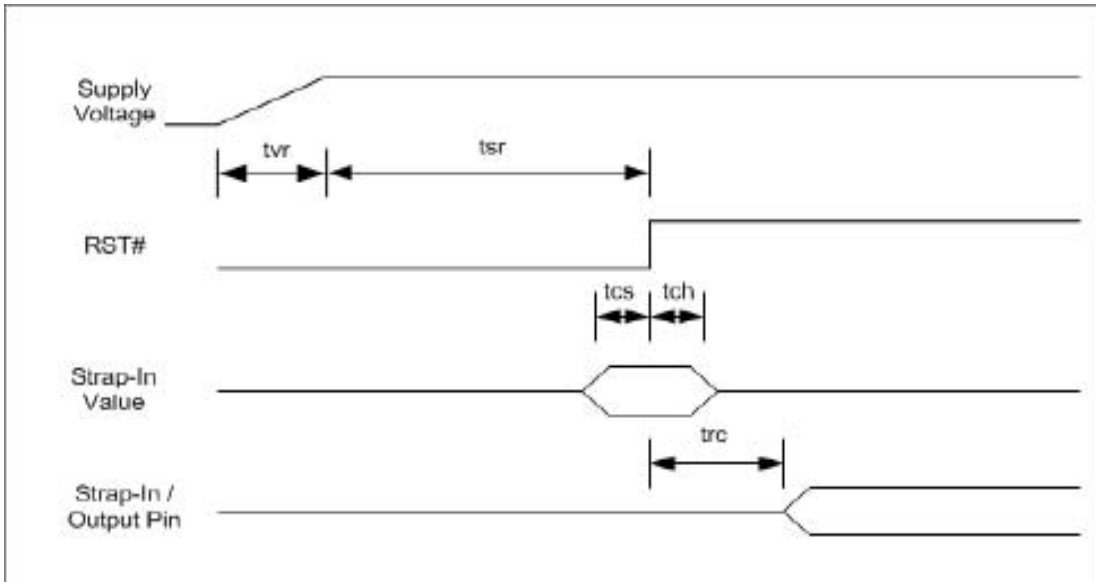 Supply
Voltage
tvr
tsr
RST#
tcs
tch
Strap-In
Value
trc
Strap-In /
Output Pin